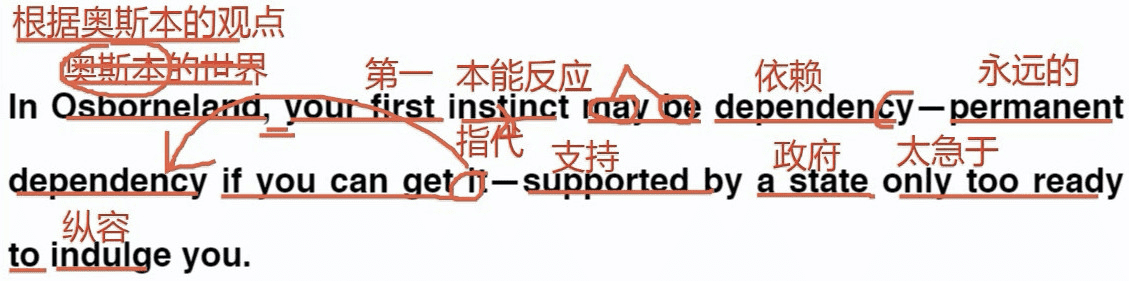 根据奥斯本的观点
奥斯本的世界 第一 本能反应 依赖 永远的
In Osborneland, your first instinct may be dependency—permanent
指代 支持 政府 太急于
dependency if you can get it—supported by a state only too ready
纵容
to indulge you.